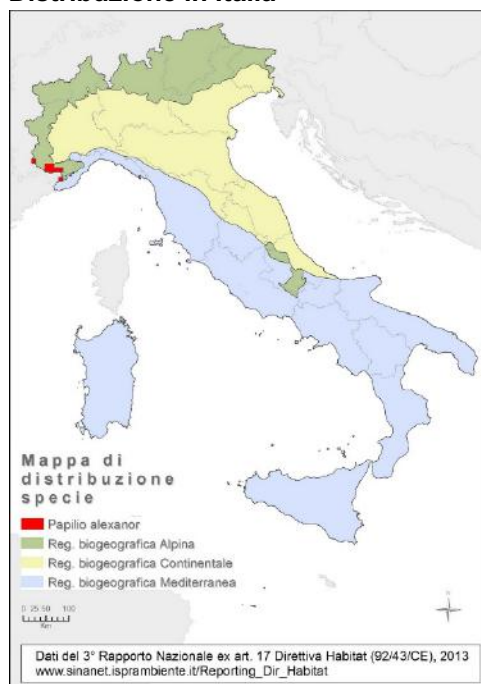 Distribuzione in Italia
Mappa di
distribuzione
specie
Papilio alexanor
Reg. biogeografica Alpina
Reg. biogeografica Continentale
Reg. biogeografica Mediterranea
0 25 50 100
Km
Dati del 3° Rapporto Nazionale ex art. 17 Direttiva Habitat (92/43/CE), 2013
www.sinanet.isprambiente.it/Reporting_Dir_Habitat